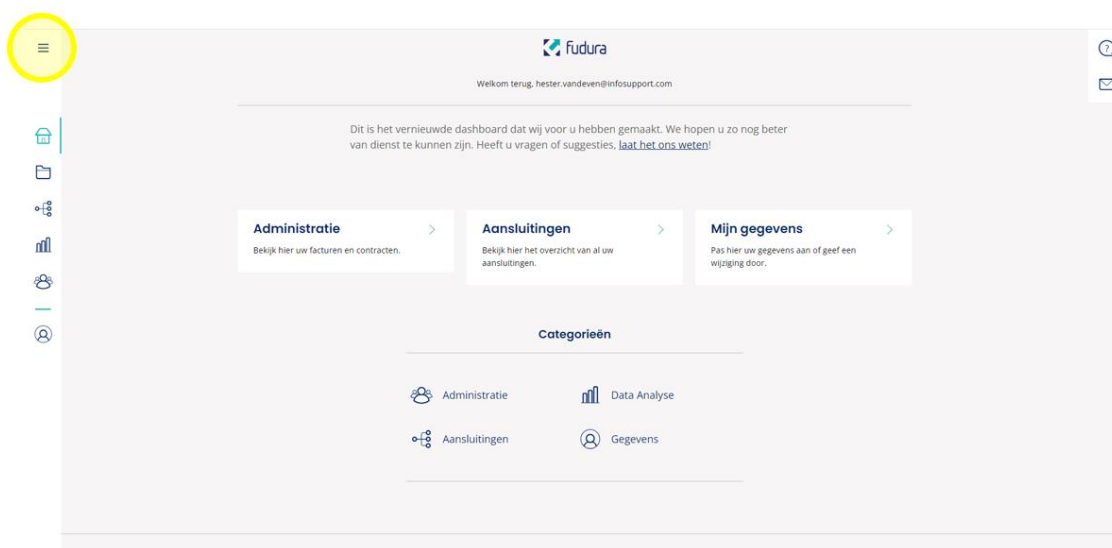 fudura
Welkom terug, hester.vandeven@infosupport.com
Dit is het vernieuwde dashboard dat wij voor u hebben gemaakt. We hopen u zo nog beter
van dienst te kunnen zijn. Heeft u vragen of suggesties, laat het ons weten!
Administratie
Bekijk hier uw facturen en contracten.
Aansluitingen
Bekijk hier het overzicht van al uw
aansluitingen.
Mijn gegevens
Pas hier uw gegevens aan of geef een
wijziging door.
Categorieën
Administratie
Data Analyse
Aansluitingen
Gegevens